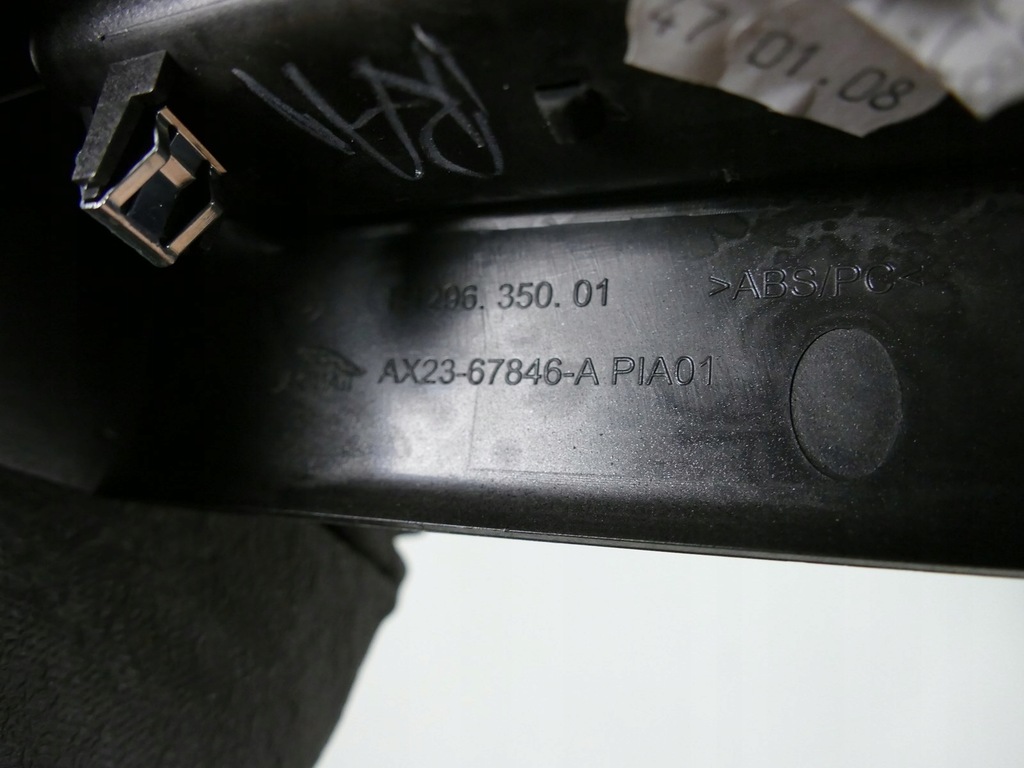 47 01.08
296. 350. 01
>ABS/PC<
AX23-67846-A PIA01